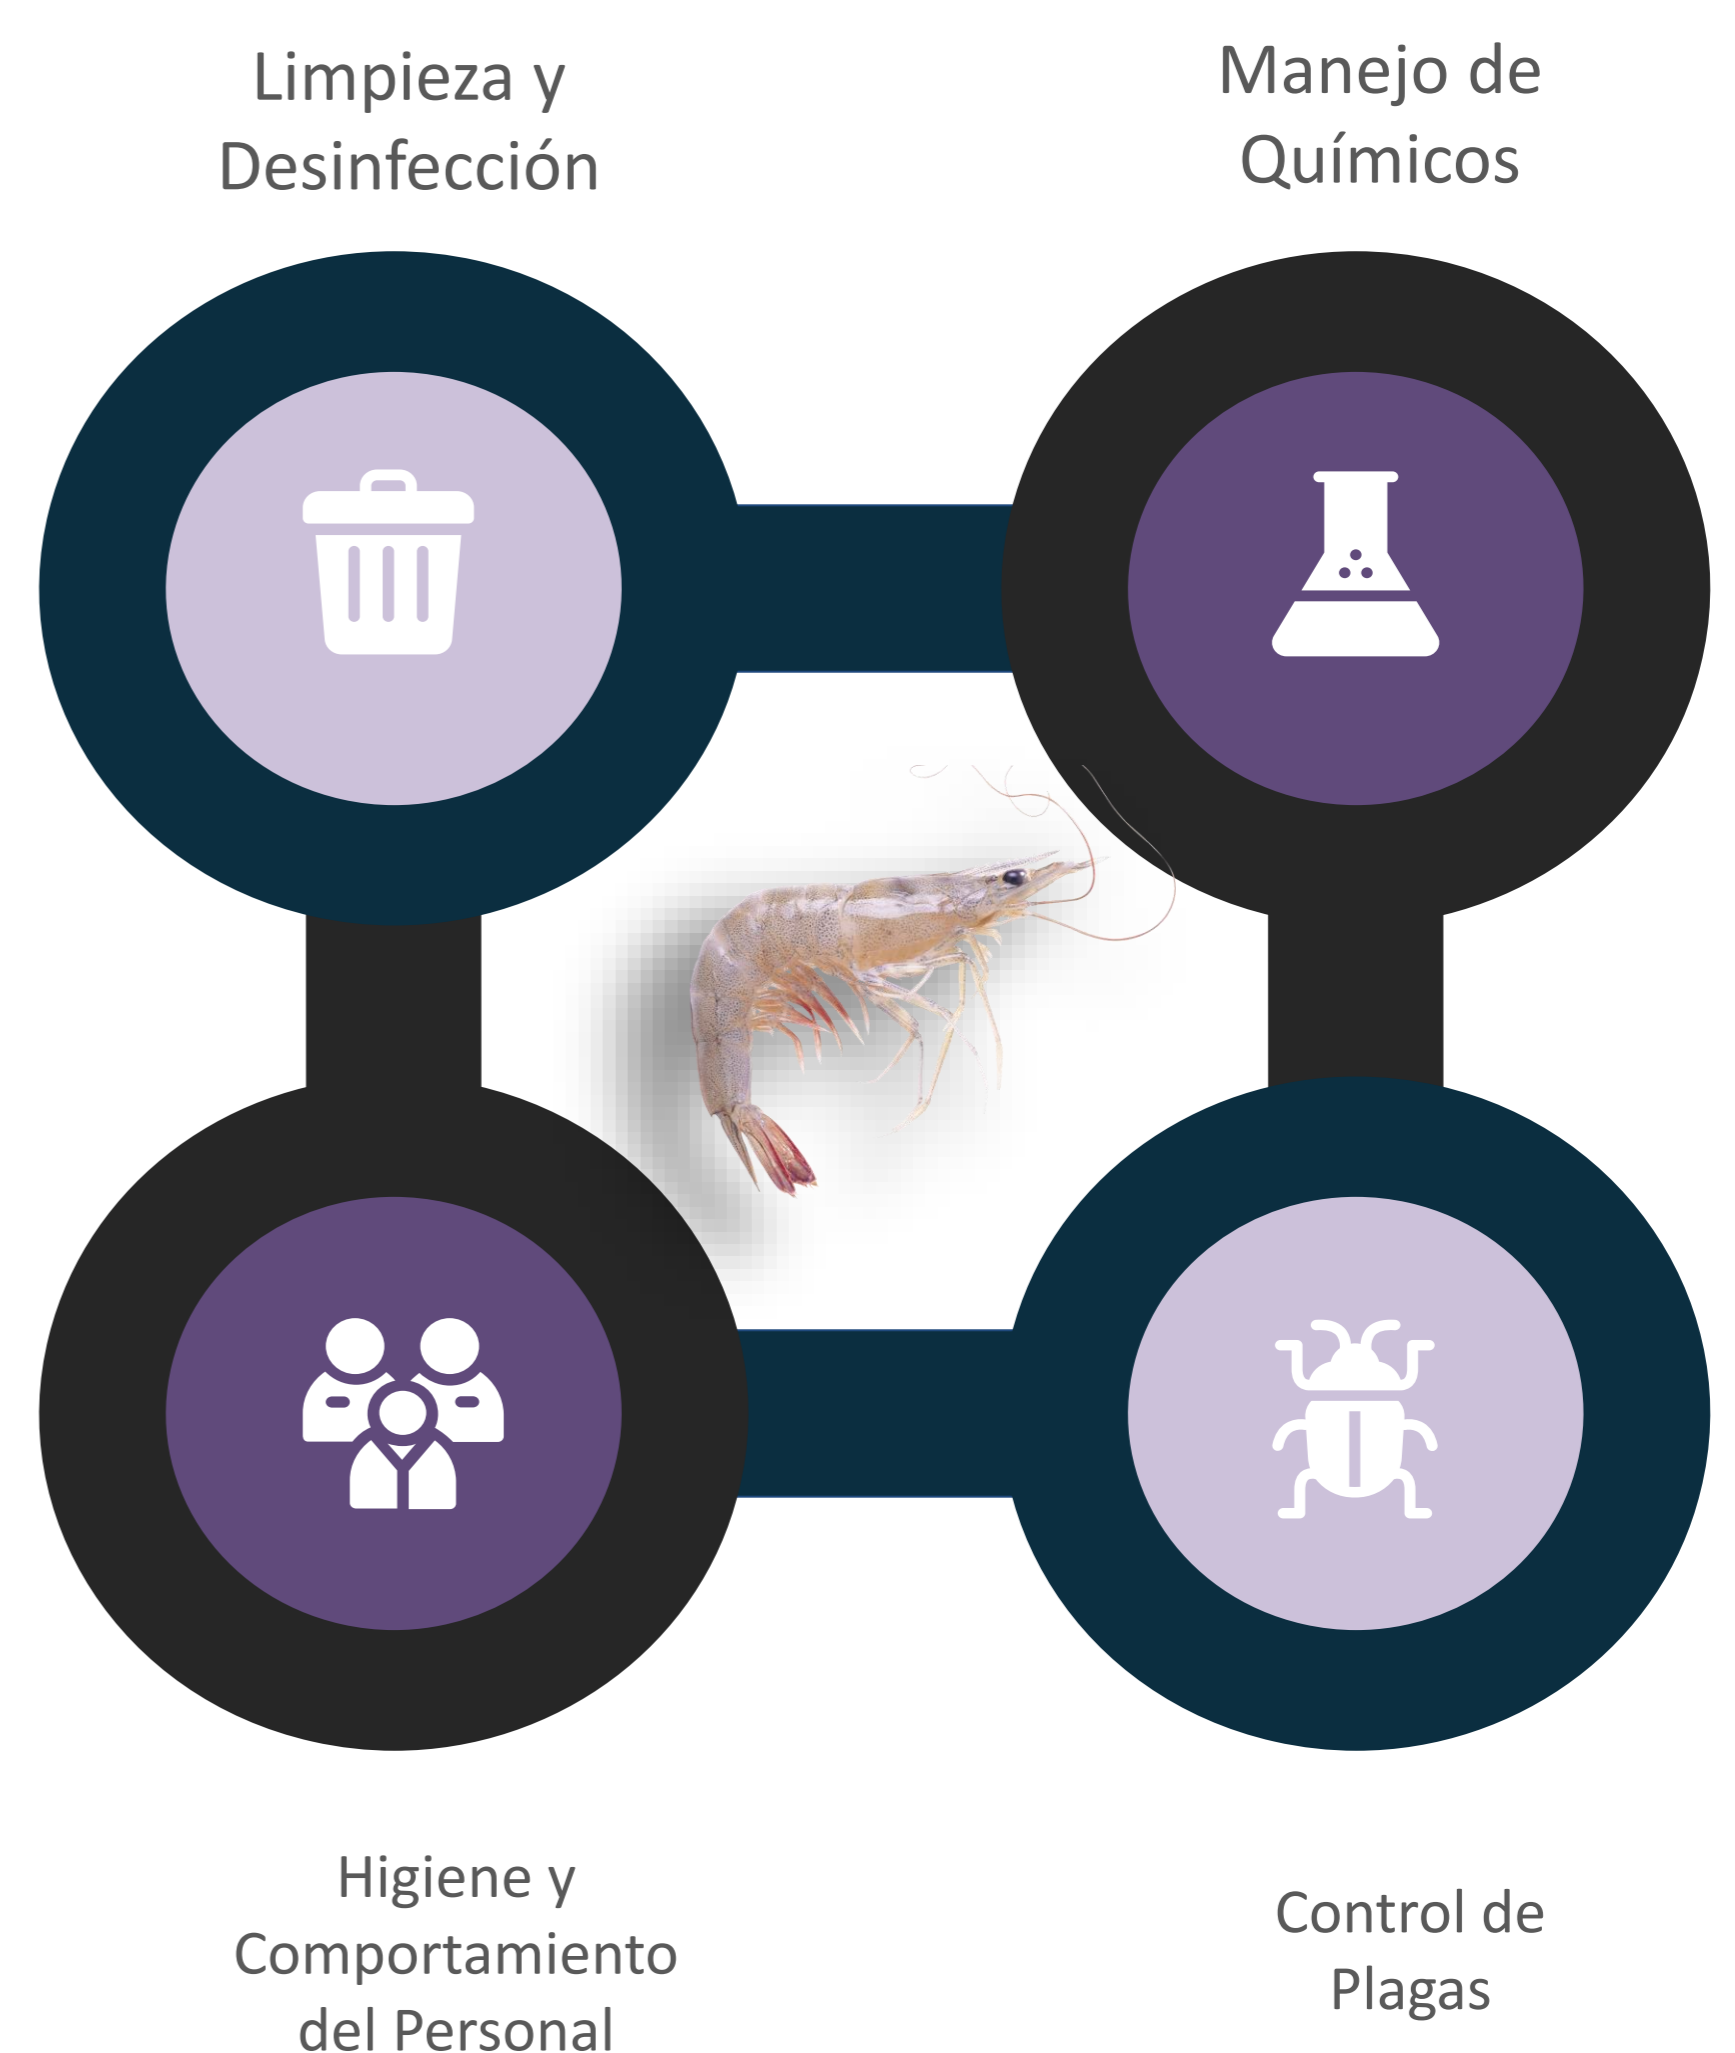 Limpieza y
Desinfección
Manejo de
Químicos
Higiene y
Comportamiento
del Personal
Control de
Plagas